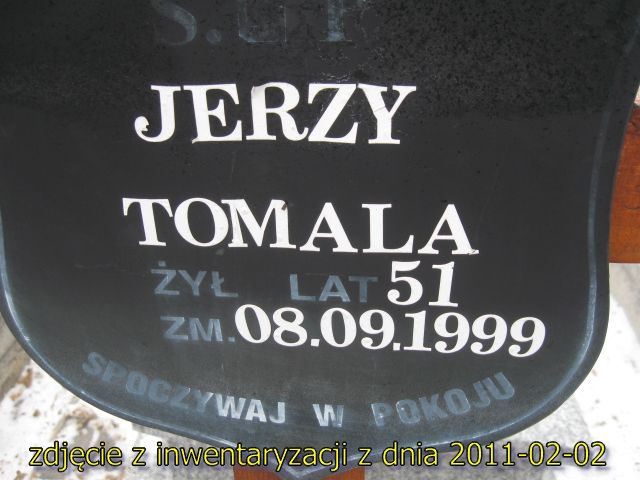 Ś.†P.
JERZY
TOMALA
ŻYŁ LAT 51
ZM. 08.09.1999
SPOCZYWAJ W POKOJU
zdjęcie z inwentaryzacji z dnia 2011-02-02